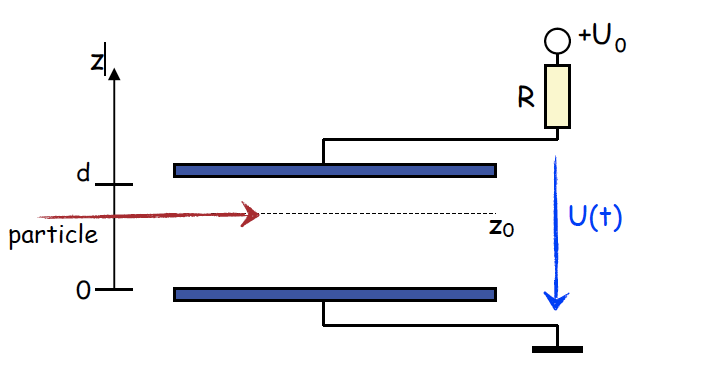 +U₀
z
R
d
U(t)
z₀
particle
0